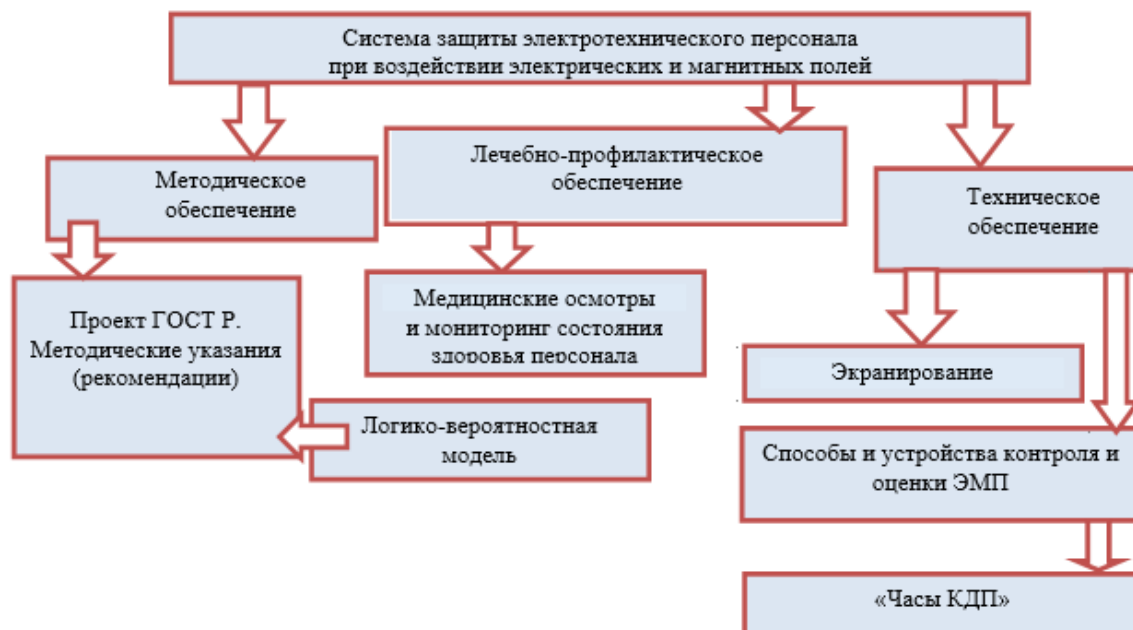 Система защиты электротехнического персонала
при воздействии электрических и магнитных полей
Методическое
обеспечение
Лечебно-профилактическое
обеспечение
Техническое
обеспечение
Проект ГОСТ Р.
Методические указания
(рекомендации)
Медицинские осмотры
и мониторинг состояния
здоровья персонала
Экранирование
Логико-вероятностная
модель
Способы и устройства контроля и
оценки ЭМП
«Часы КДП»